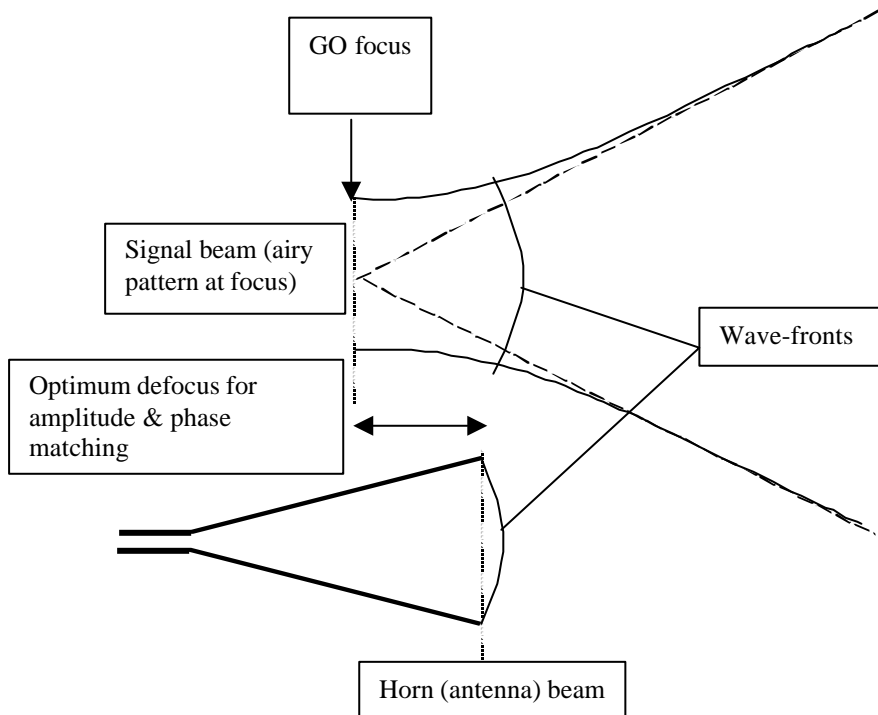 GO focus
Signal beam (airy
pattern at focus)
Wave-fronts
Optimum defocus for
amplitude & phase
matching
Horn (antenna) beam